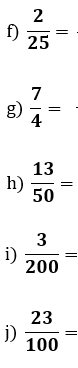 f) 2/25 =
g) 7/4 =
h) 13/50 =
i) 3/200 =
j) 23/100 =